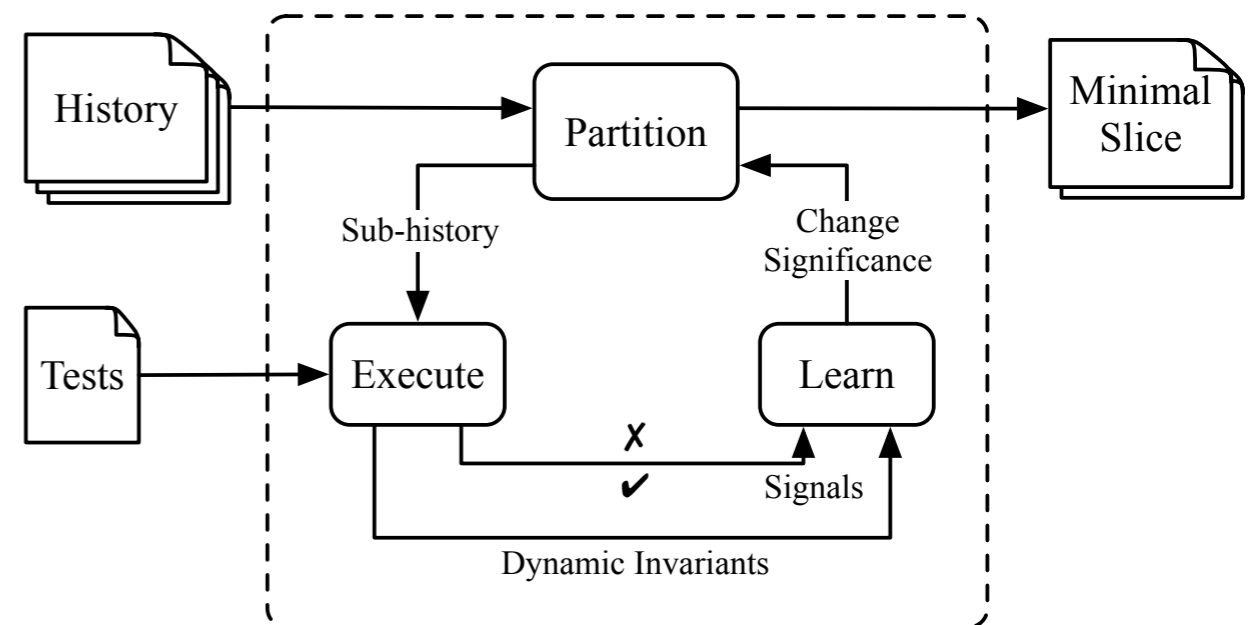 History
Partition
Minimal
Slice
Sub-history
Change
Significance
Tests
Execute
Learn
✗
✔
Signals
Dynamic Invariants